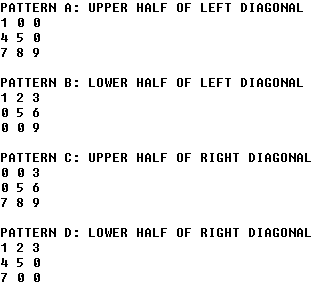 PATTERN A: UPPER HALF OF LEFT DIAGONAL
1 0 0
4 5 0
7 8 9
PATTERN B: LOWER HALF OF LEFT DIAGONAL
1 2 3
0 5 6
0 0 9
PATTERN C: UPPER HALF OF RIGHT DIAGONAL
0 0 3
0 5 6
7 8 9
PATTERN D: LOWER HALF OF RIGHT DIAGONAL
1 2 3
4 5 0
7 0 0